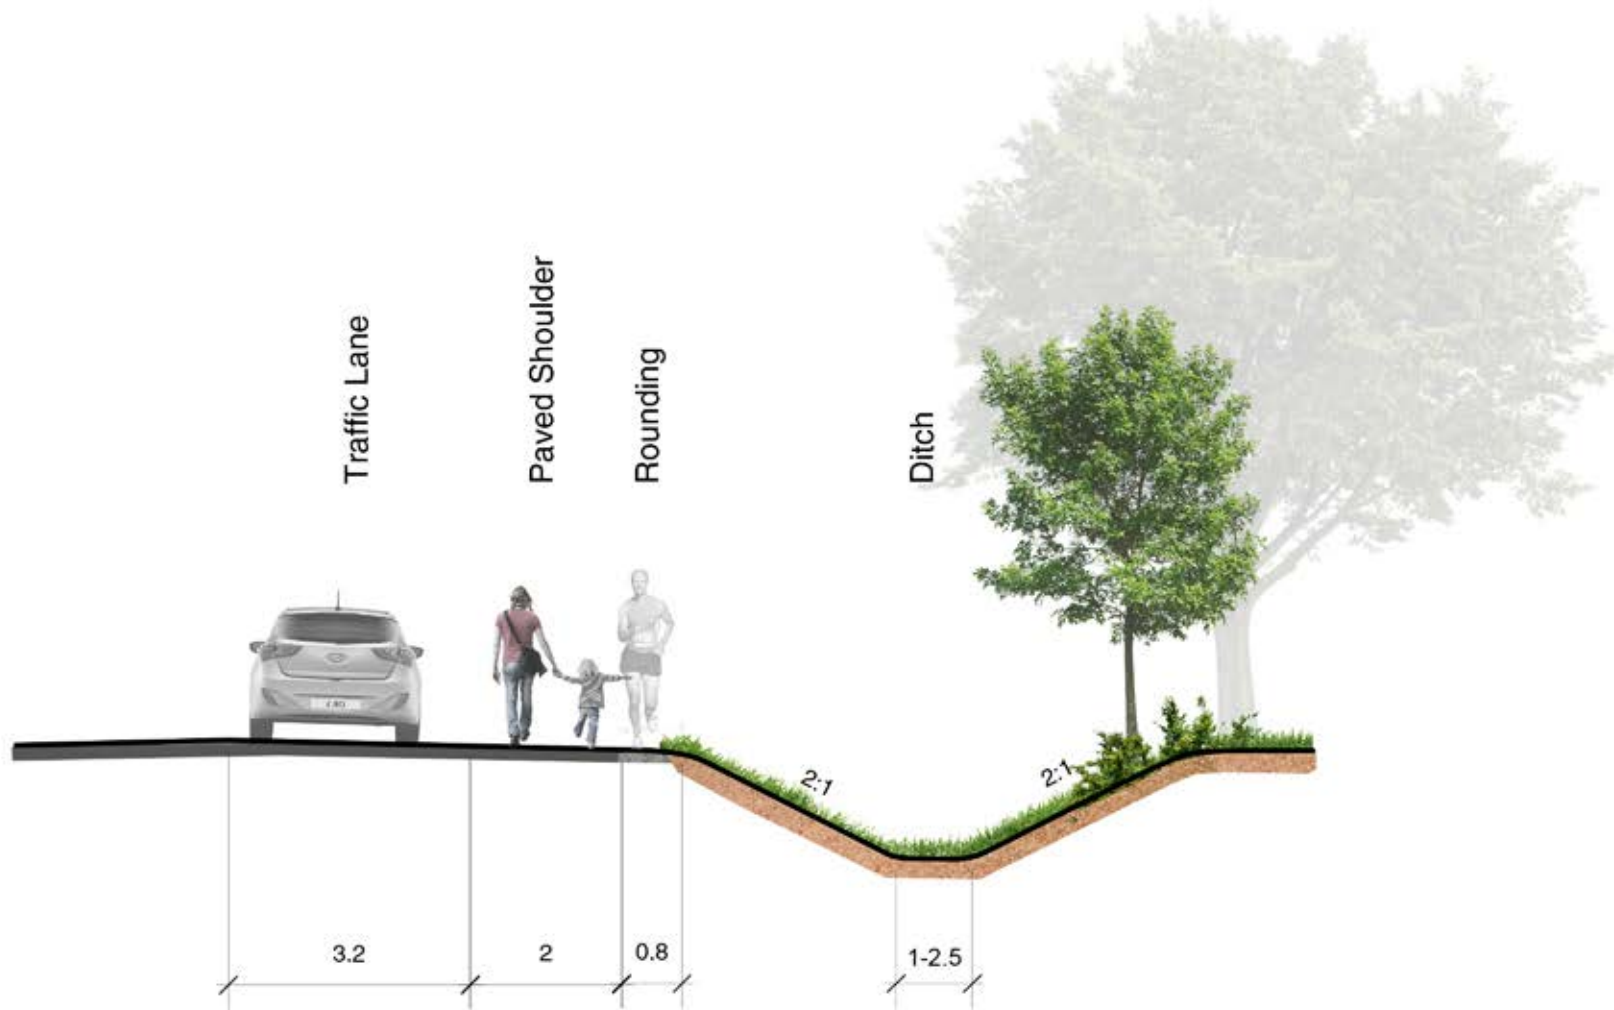 Traffic Lane
Paved Shoulder
Rounding
Ditch
2:1
2:1
3.2
2
0.8
1-2.5